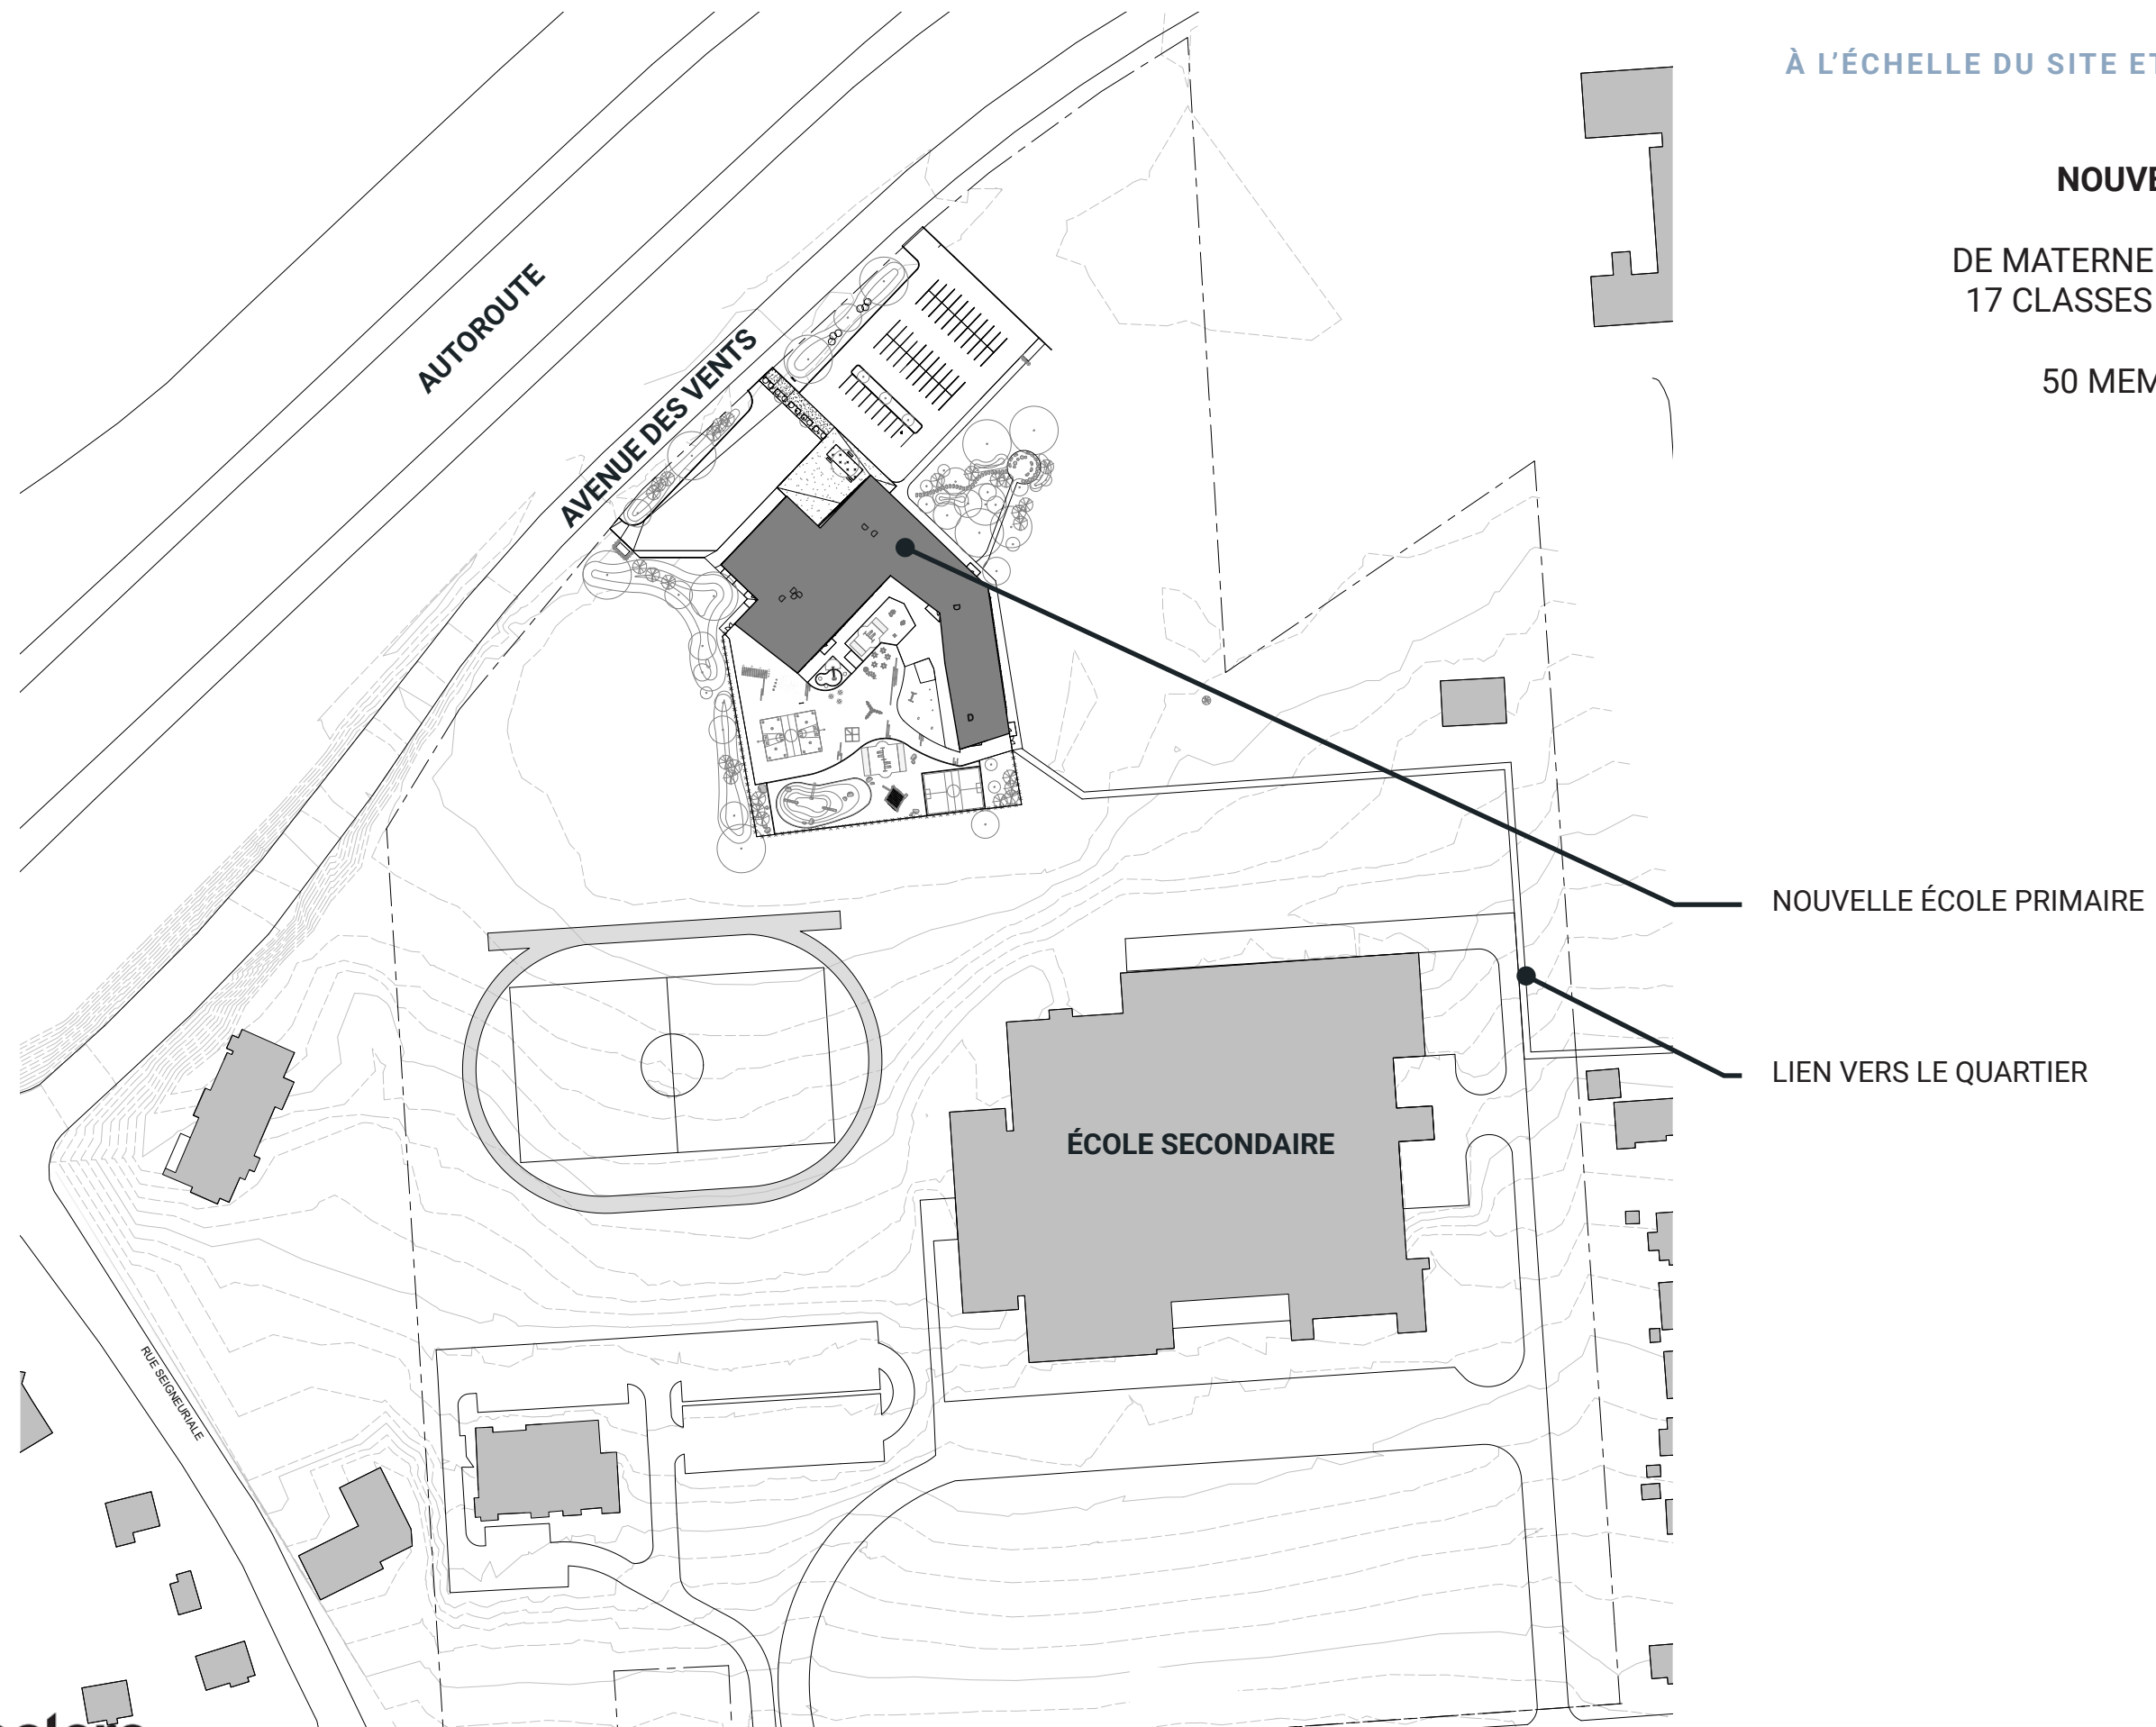 À L'ÉCHELLE DU SITE ET
NOUVE
DE MATERNE
17 CLASSES
50 MEM
AUTOROUTE
AVENUE DES VENTS
NOUVELLE ÉCOLE PRIMAIRE
LIEN VERS LE QUARTIER
ÉCOLE SECONDAIRE
RUE SEIGNEURIALE